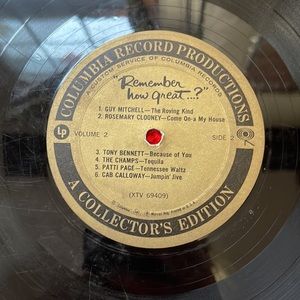 COLUMBIA RECORD PRODUCTIONS
A "CUSTOM" SERVICE OF COLUMBIA RECORDS
"Remember
how great...?"
1. GUY MITCHELL—The Roving Kind
2. ROSEMARY CLOONEY—Come On-a My House
LP
VOLUME 2
SIDE 2
3. TONY BENNETT—Because of You
4. THE CHAMPS—Tequila
5. PATTI PAGE—Tennessee Waltz
6. CAB CALLOWAY—Jumpin' Jive
(XTV 69409)
A COLLECTOR'S EDITION